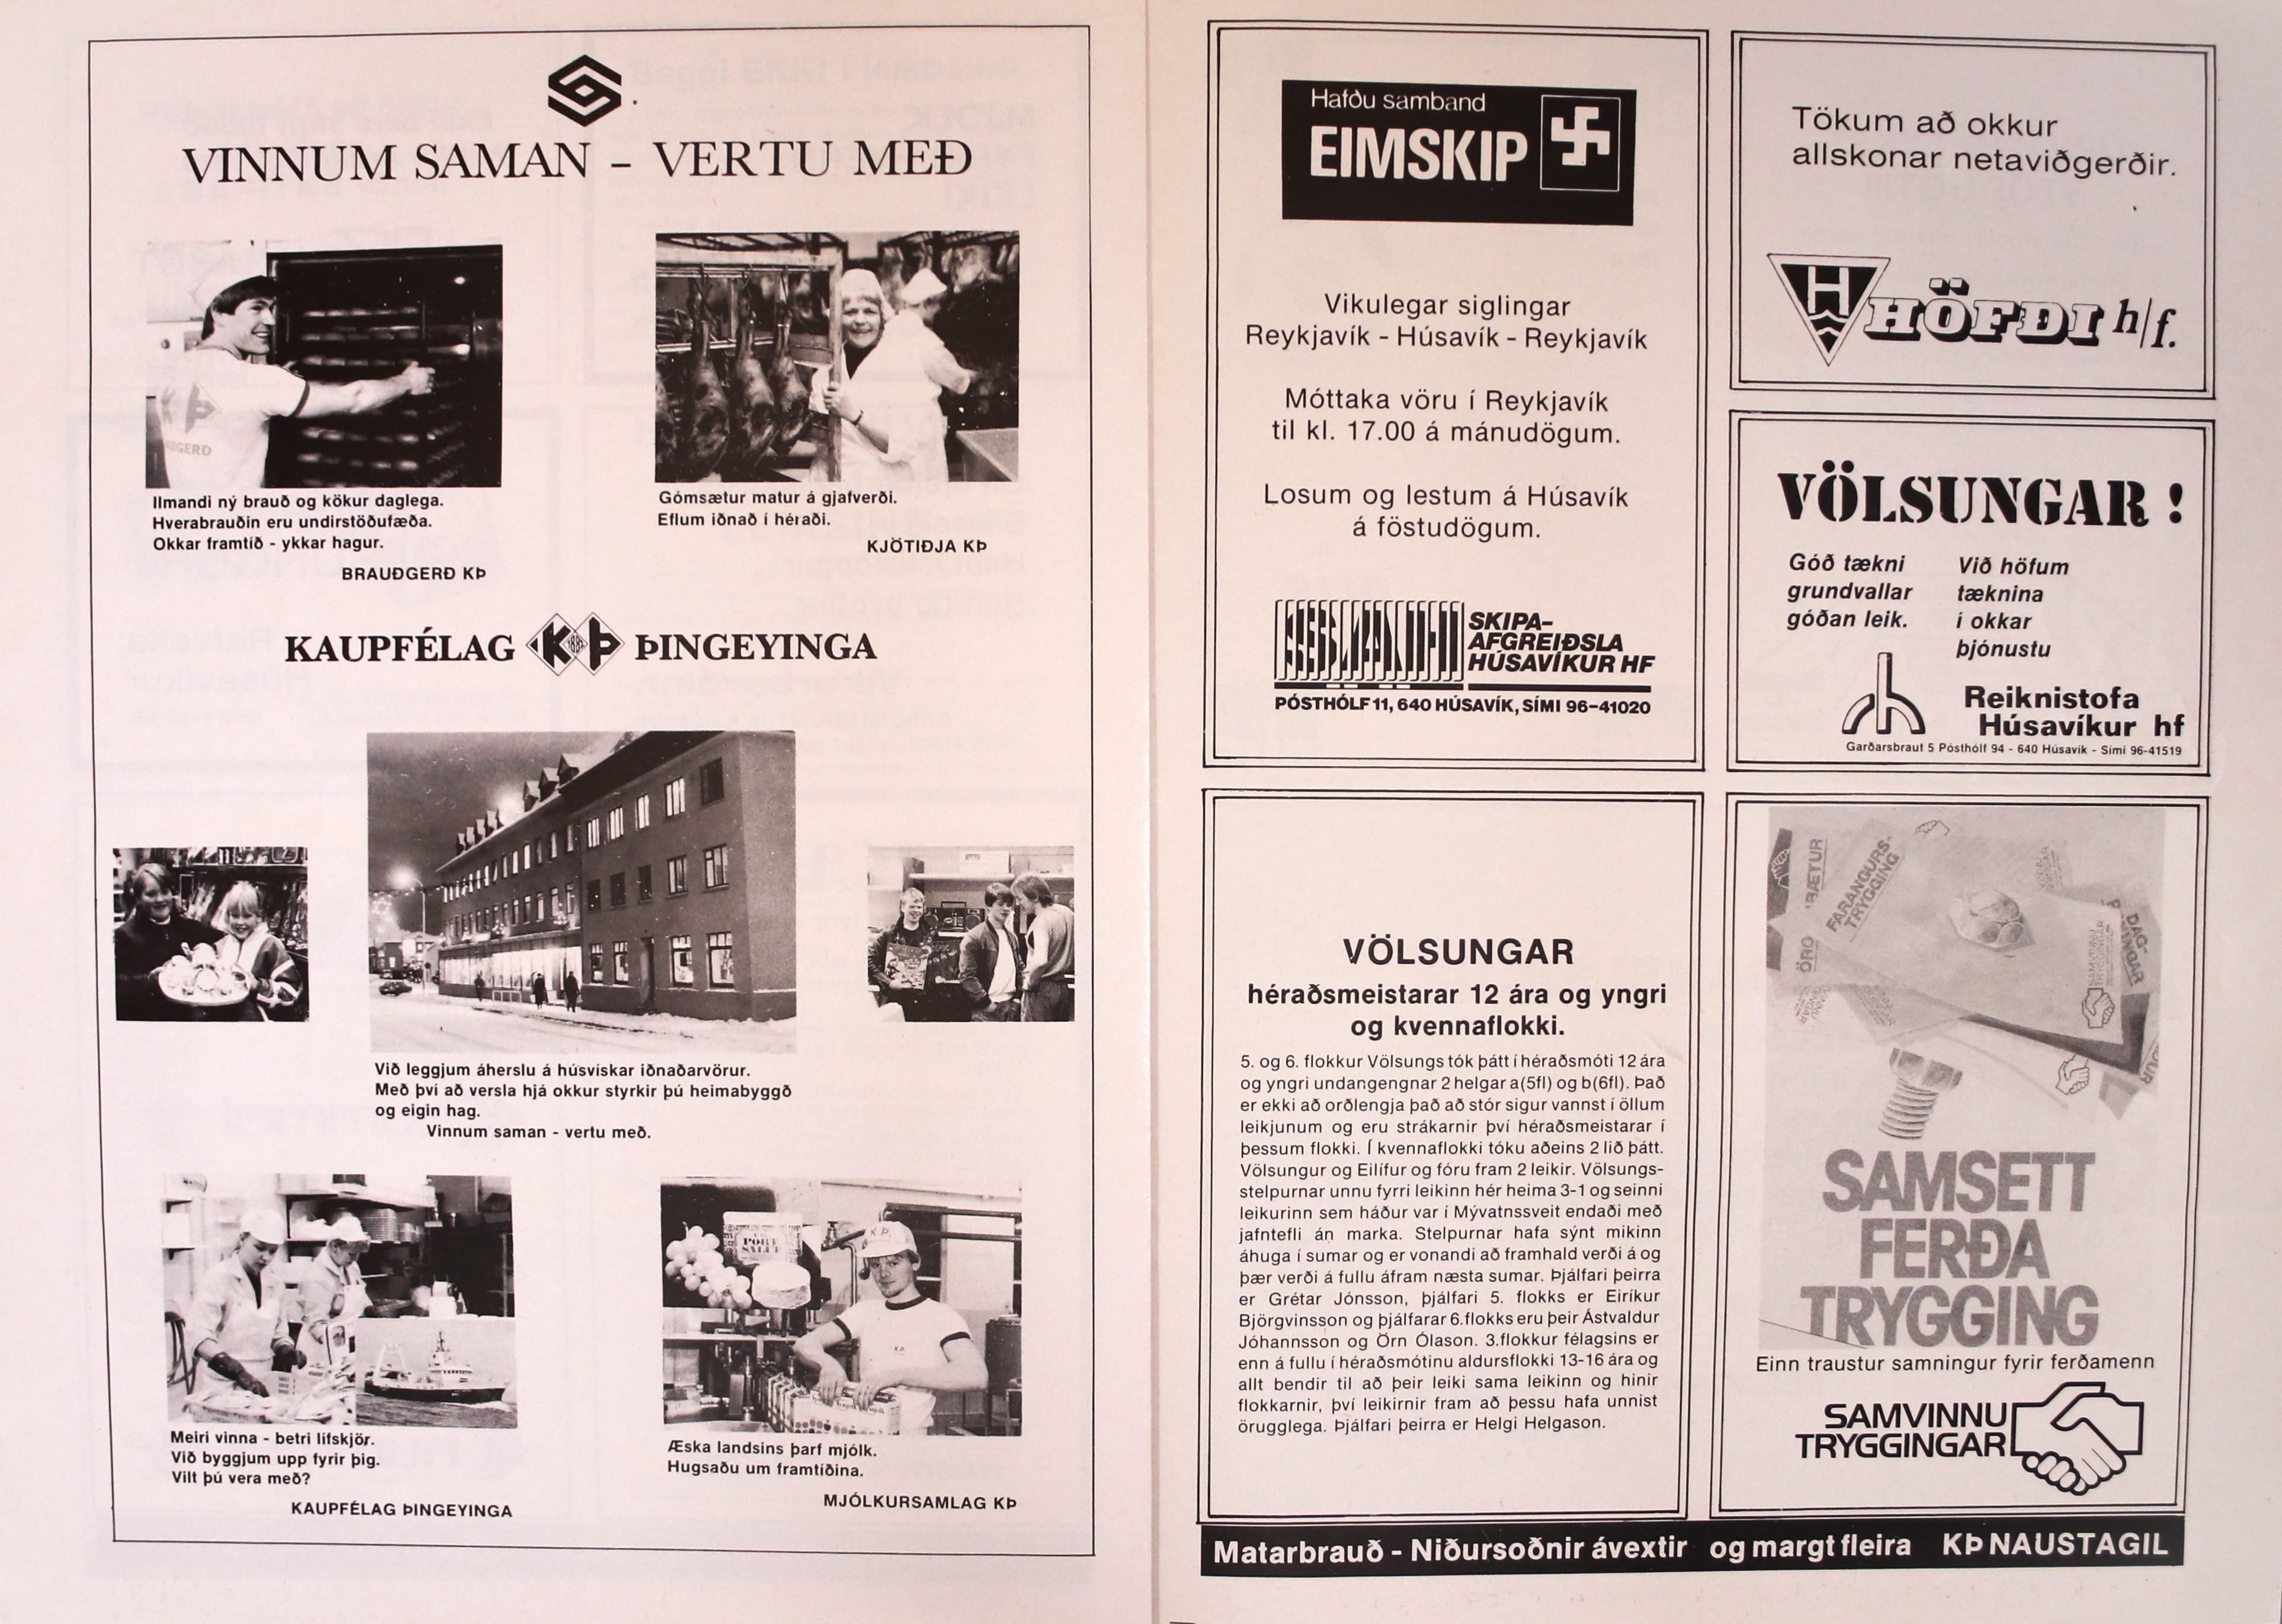 VINNUM SAMAN - VERTU MEÐ
Ilmandi ný brauð og kökur daglega.
Hverabrauðin eru undirstöðufæða.
Okkar framtíð - ykkar hagur.
BRAUÐGERÐ KÞ
Gómsætur matur á gjafverði.
Eflum iðnað í héraði.
KJÖTIÐJA KÞ
KAUPFÉLAG KÞ ÞINGEYINGA
Við leggjum áherslu á húsvískar iðnaðarvörur.
Með því að versla hjá okkur styrkir þú heimabyggð
og eigin hag.
Vinnum saman - vertu með.
Meiri vinna - betri lífskjör.
Við byggjum upp fyrir þig.
Vilt þú vera með?
KAUPFÉLAG ÞINGEYINGA
PORT
SALUT
K.Þ.
Æska landsins þarf mjólk.
Hugsaðu um framtíðina.
MJÓLKURSAMLAG KÞ
Hafðu samband
EIMSKIP
Vikulegar siglingar
Reykjavík - Húsavík - Reykjavík
Móttaka vöru í Reykjavík
til kl. 17.00 á mánudögum.
Losum og lestum á Húsavík
á föstudögum.
SKIPA-
AFGREIÐSLA
HÚSAVÍKUR HF
PÓSTHÓLF 11, 640 HÚSAVÍK, SÍMI 96-41020
Tökum að okkur
allskonar netaviðgerðir.
H HÖFÐI h/f.
VÖLSUNGAR !
Góð tækni
grundvallar
góðan leik.
Við höfum
tæknina
í okkar
þjónustu
Reiknistofa
Húsavíkur hf
Garðarsbraut 5 Pósthólf 94 - 640 Húsavík - Sími 96-41519
VÖLSUNGAR
héraðsmeistarar 12 ára og yngri
og kvennaflokki.
5. og 6. flokkur Völsungs tók þátt í héraðsmóti 12 ára
og yngri undangengnar 2 helgar a(5fl) og b(6fl). Það
er ekki að orðlengja það að stór sigur vannst í öllum
leikjunum og eru strákarnir því héraðsmeistarar í
þessum flokki. Í kvennaflokki tóku aðeins 2 lið þátt.
Völsungur og Eilífur og fóru fram 2 leikir. Völsungs-
stelpurnar unnu fyrri leikinn hér heima 3-1 og seinni
leikurinn sem háður var í Mývatnssveit endaði með
jafntefli án marka. Stelpurnar hafa sýnt mikinn
áhuga í sumar og er vonandi að framhald verði á og
þær verði á fullu áfram næsta sumar. Þjálfari þeirra
er Grétar Jónsson, þjálfari 5. flokks er Eiríkur
Björgvinsson og þjálfarar 6.flokks eru þeir Ástvaldur
Jóhannsson og Örn Ólason. 3.flokkur félagsins er
enn á fullu í héraðsmótinu aldursflokki 13-16 ára og
allt bendir til að þeir leiki sama leikinn og hinir
flokkarnir, því leikirnir fram að þessu hafa unnist
örugglega. Þjálfari þeirra er Helgi Helgason.
FARANGURS-
TRYGGING
SAMSETT
FERÐA
TRYGGING
Einn traustur samningur fyrir ferðamenn
SAMVINNU
TRYGGINGAR
Matarbrauð - Niðursoðnir ávextir og margt fleira KÞ NAUSTAGIL